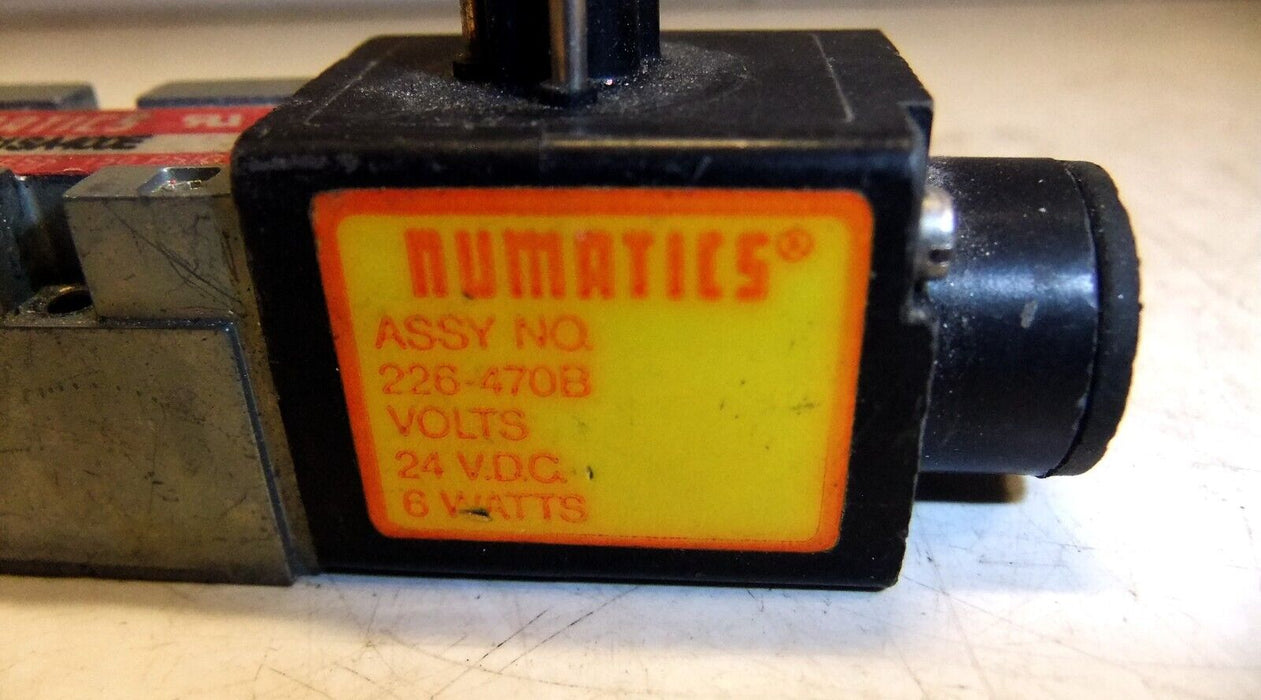 NUMATICS®
ASSY NO.
226-470B
VOLTS
24 V.D.C.
6 WATTS